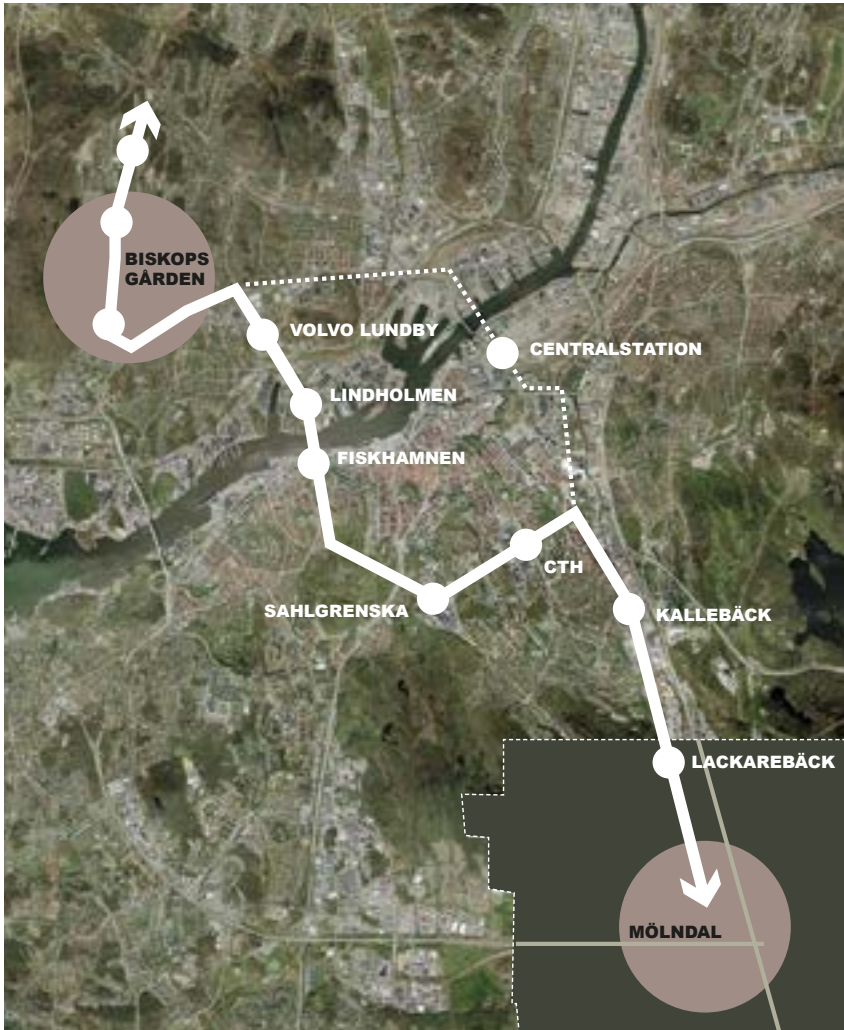 BISKOPS
GÅRDEN
VOLVO LUNDBY
CENTRALSTATION
LINDHOLMEN
FISKHAMNEN
CTH
SAHLGRENSKA
KALLEBÄCK
LACKAREBÄCK
MÖLNDAL